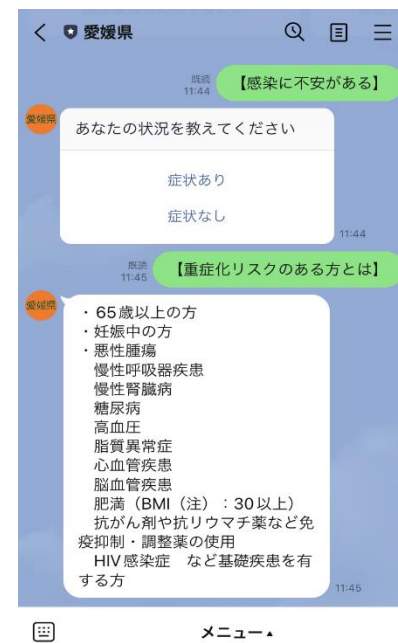 愛媛県
既読
11:44
【感染に不安がある】
愛媛県
あなたの状況を教えてください
症状あり
症状なし
11:44
既読
11:45
【重症化リスクのある方とは】
愛媛県
・65歳以上の方
・妊娠中の方
・悪性腫瘍
慢性呼吸器疾患
慢性腎臓病
糖尿病
高血圧
脂質異常症
心血管疾患
脳血管疾患
肥満（BMI（注）：30以上）
抗がん剤や抗リウマチ薬など免
疫抑制・調整薬の使用
HIV感染症　など基礎疾患を有
する方
11:45
メニュー▲